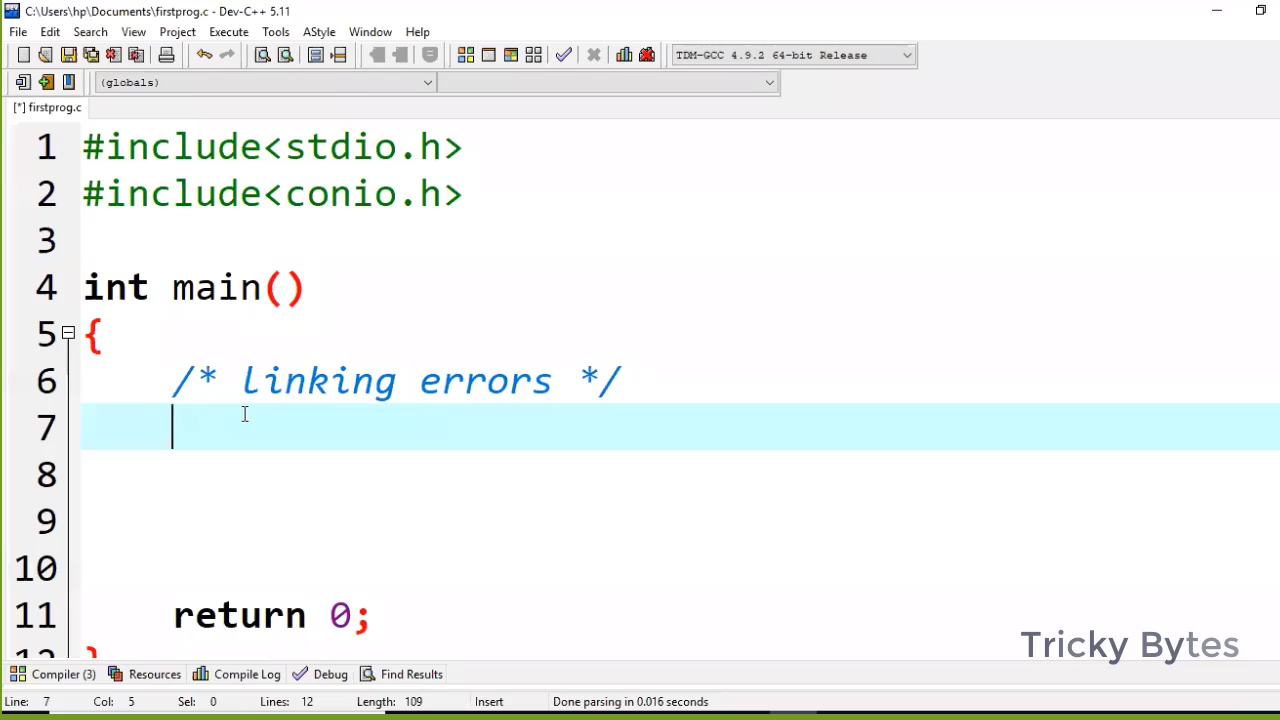 C:\Users\hp\Documents\firstprog.c - Dev-C++ 5.11
File Edit Search View Project Execute Tools AStyle Window Help
TDM-GCC 4.9.2 64-bit Release
(globals)
[*] firstprog.c
1 #include<stdio.h>
2 #include<conio.h>
3
4 int main()
5 {
6 /* linking errors */
7
8
9
10
11 return 0;
12 }
Tricky Bytes
Compiler (3) Resources Compile Log Debug Find Results
Line: 7 Col: 5 Sel: 0 Lines: 12 Length: 109 Insert Done parsing in 0.016 seconds